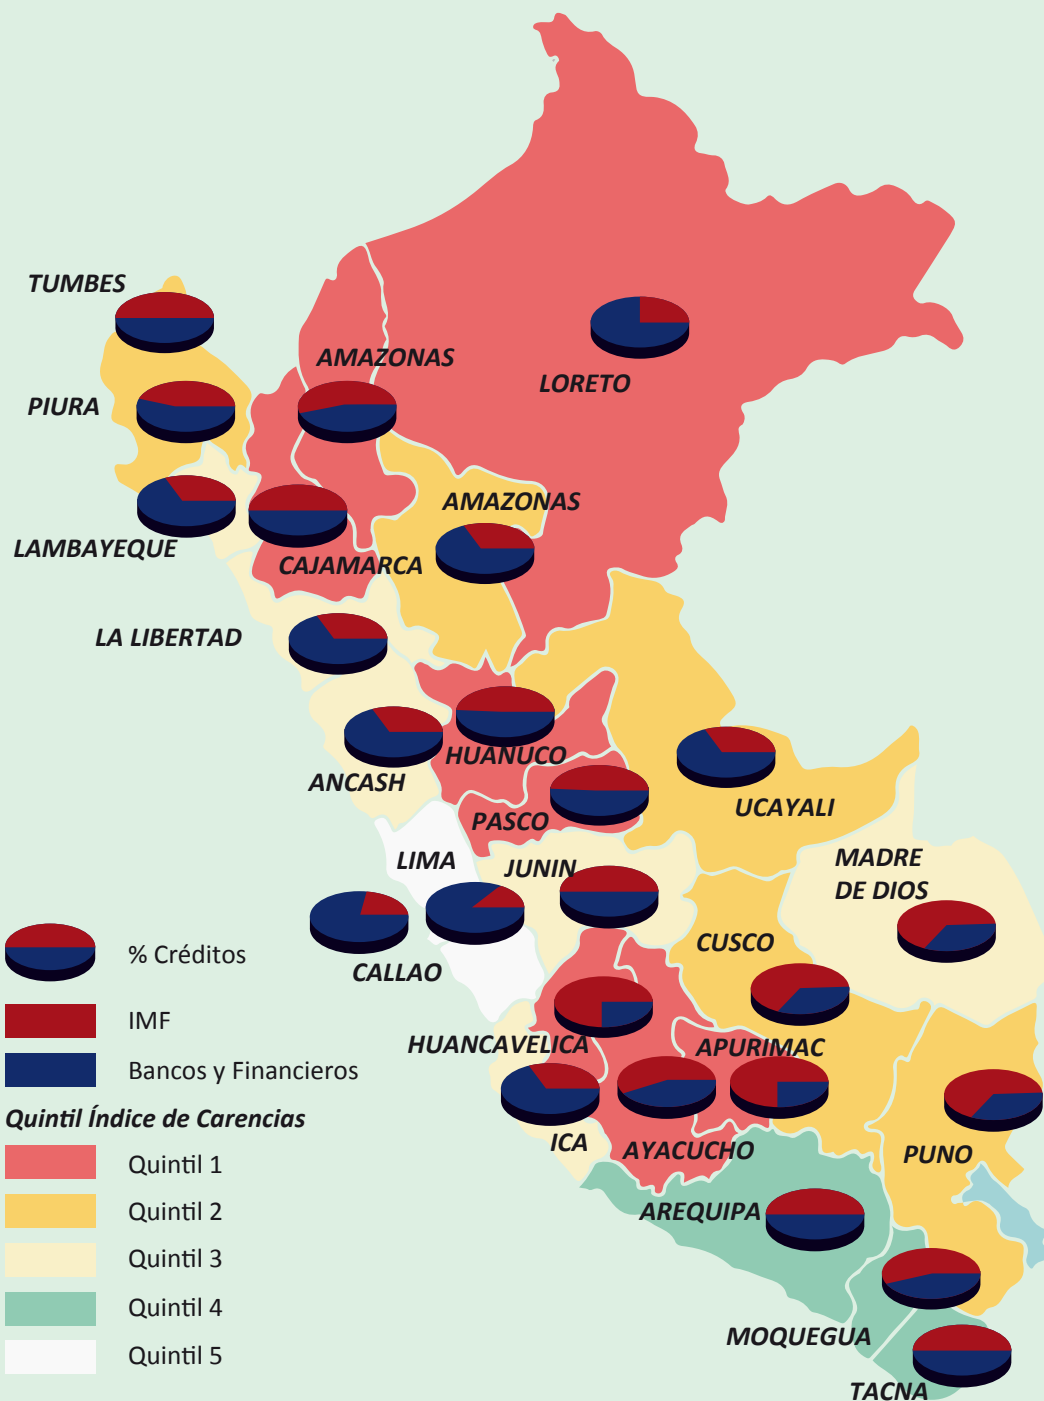 TUMBES
AMAZONAS
LORETO
PIURA
AMAZONAS
LAMBAYEQUE
CAJAMARCA
LA LIBERTAD
HUANUCO
ANCASH
UCAYALI
PASCO
LIMA
JUNIN
MADRE
DE DIOS
CUSCO
% Créditos
CALLAO
IMF
HUANCAVELICA
APURIMAC
Bancos y Financieros
Quintil Índice de Carencias
ICA
AYACUCHO
PUNO
Quintil 1
Quintil 2
AREQUIPA
Quintil 3
Quintil 4
MOQUEGUA
Quintil 5
TACNA